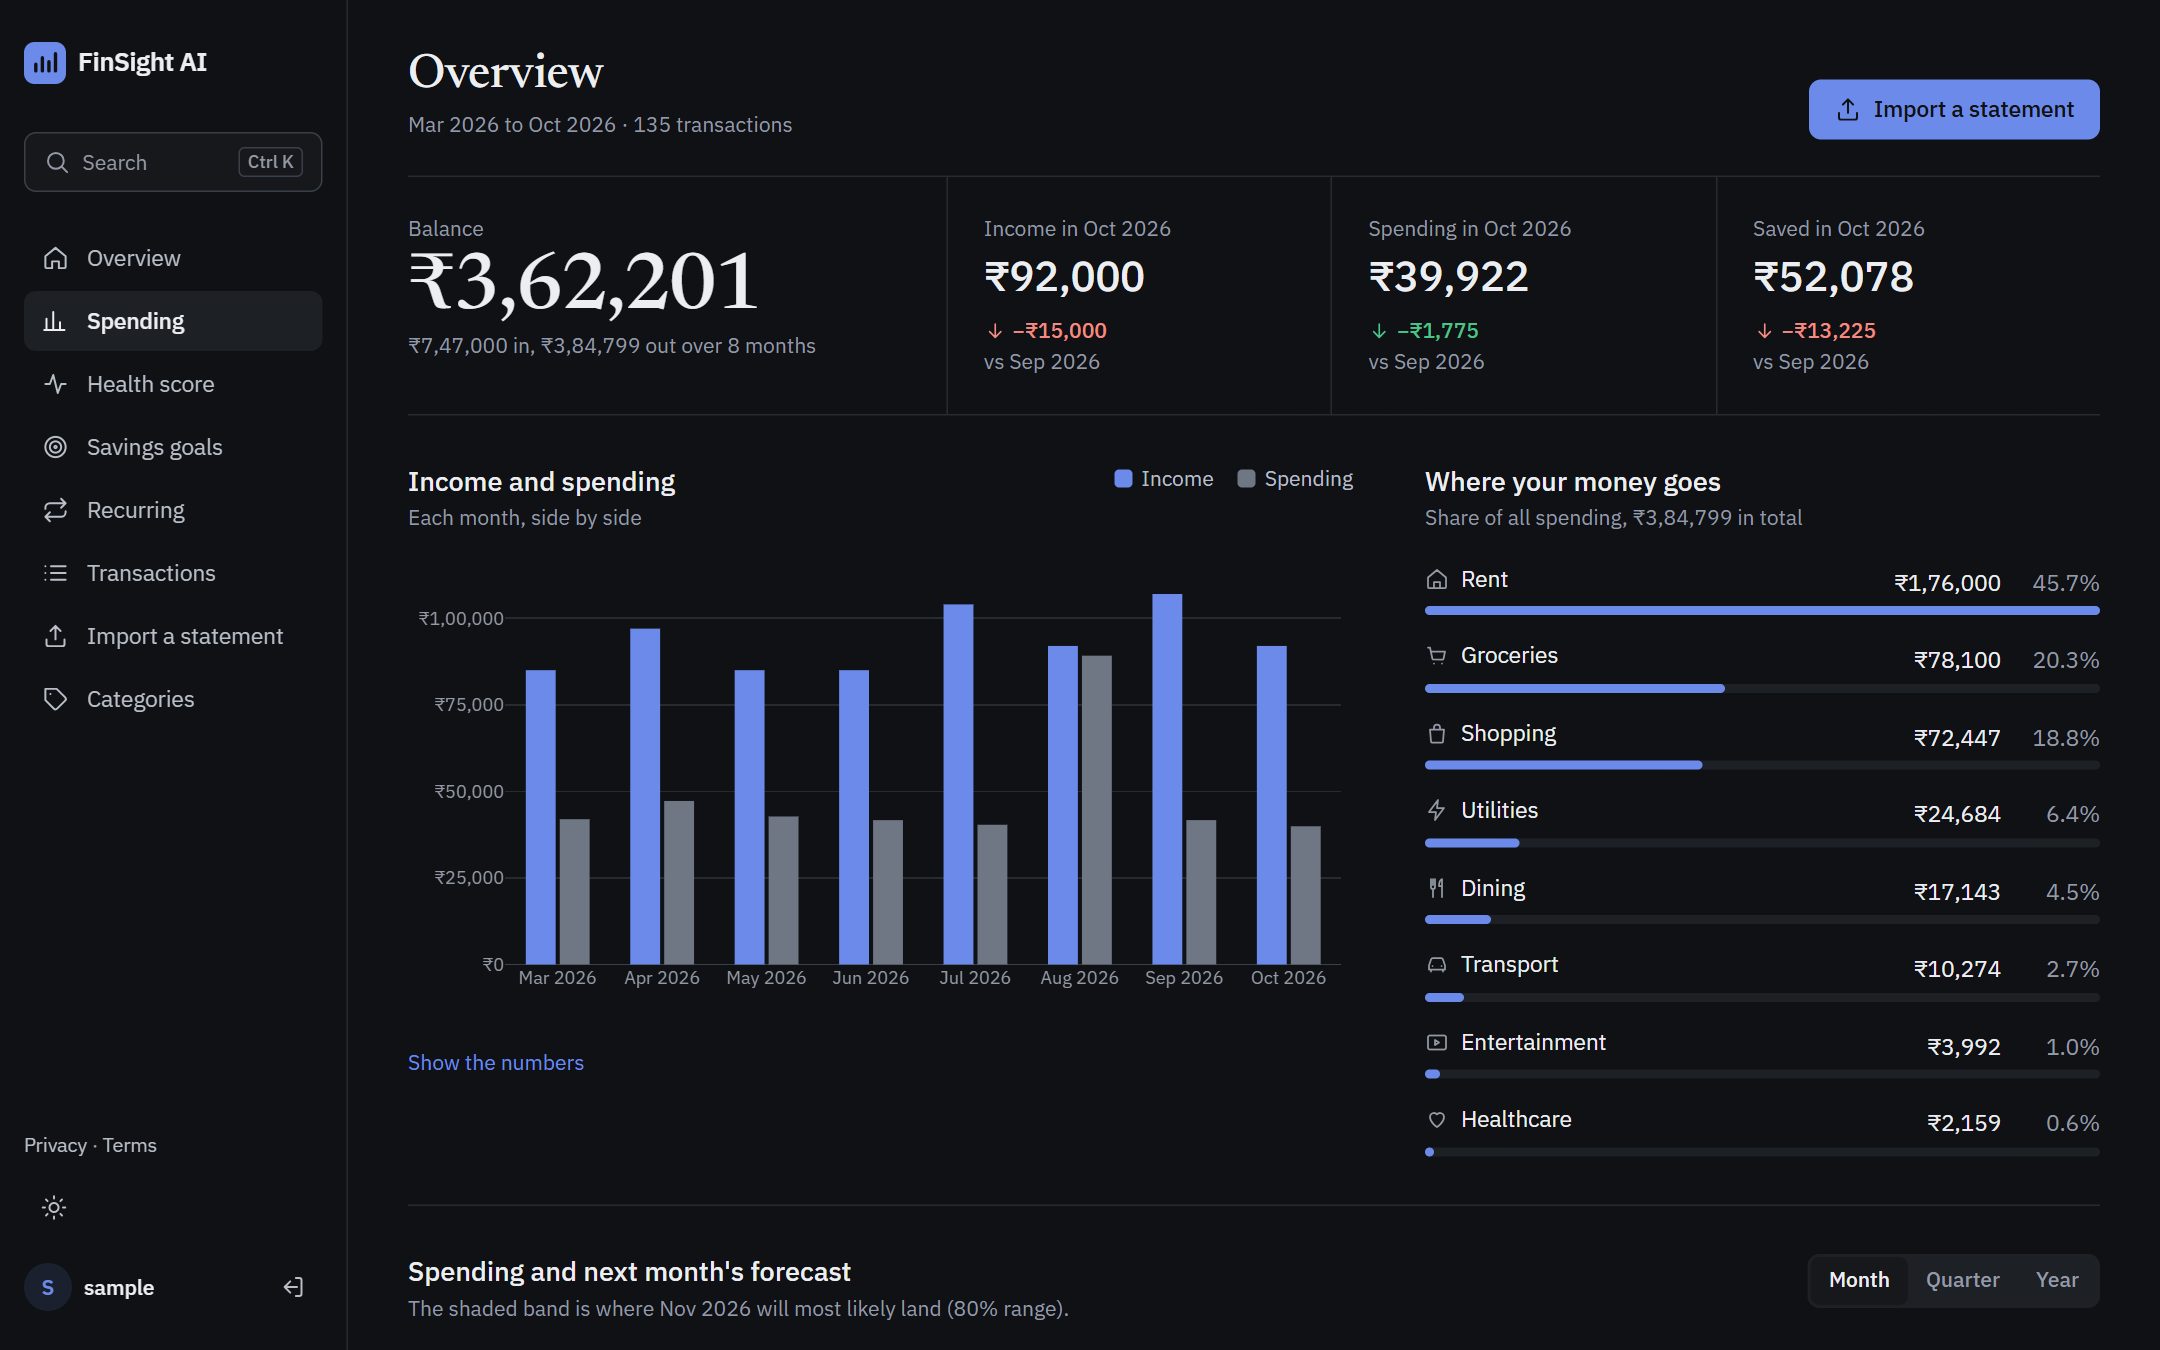 FinSight AI
Search
Ctrl K
Overview
Spending
Health score
Savings goals
Recurring
Transactions
Import a statement
Categories
Privacy · Terms
S
sample
Overview
Mar 2026 to Oct 2026 · 135 transactions
Import a statement
Balance
₹3,62,201
₹7,47,000 in, ₹3,84,799 out over 8 months
Income in Oct 2026
₹92,000
↓ −₹15,000
vs Sep 2026
Spending in Oct 2026
₹39,922
↓ −₹1,775
vs Sep 2026
Saved in Oct 2026
₹52,078
↓ −₹13,225
vs Sep 2026
Income and spending
Each month, side by side
Income
Spending
₹1,00,000
₹75,000
₹50,000
₹25,000
₹0
Mar 2026
Apr 2026
May 2026
Jun 2026
Jul 2026
Aug 2026
Sep 2026
Oct 2026
Show the numbers
Where your money goes
Share of all spending, ₹3,84,799 in total
Rent ₹1,76,000 45.7%
Groceries ₹78,100 20.3%
Shopping ₹72,447 18.8%
Utilities ₹24,684 6.4%
Dining ₹17,143 4.5%
Transport ₹10,274 2.7%
Entertainment ₹3,992 1.0%
Healthcare ₹2,159 0.6%
Spending and next month's forecast
The shaded band is where Nov 2026 will most likely land (80% range).
Month
Quarter
Year